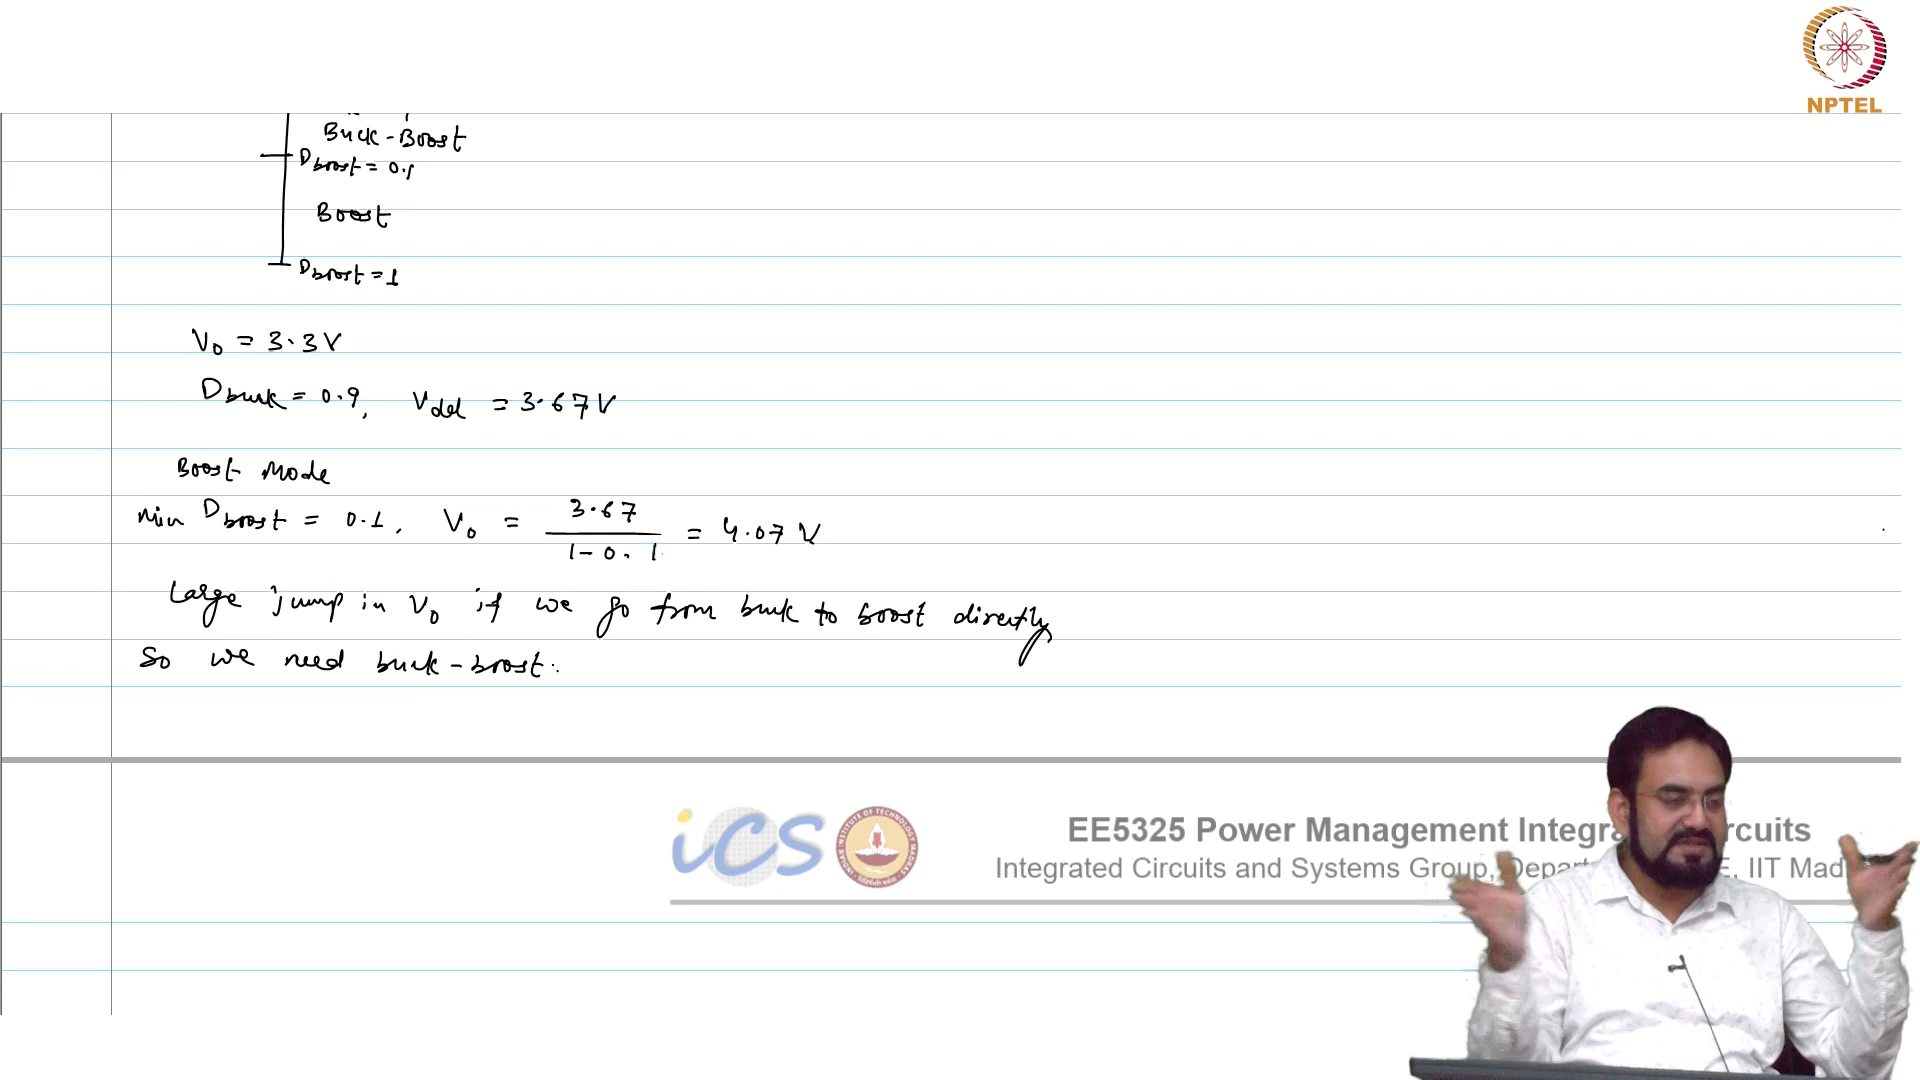 NPTEL
Buck-Boost
Dboost = 0.1
Boost
Dboost = 1
Vo = 3.3V
Dbuck = 0.9, Vdd = 3.67V
Boost Mode
Min Dboost = 0.1, Vo = 3.67 / 1-0.1 = 4.07 V
Large jump in Vo if we go from buck to boost directly
So we need buck-boost.
ics
EE5325 Power Management Integra rcuits
Integrated Circuits and Systems Group, Depart E, IIT Mad